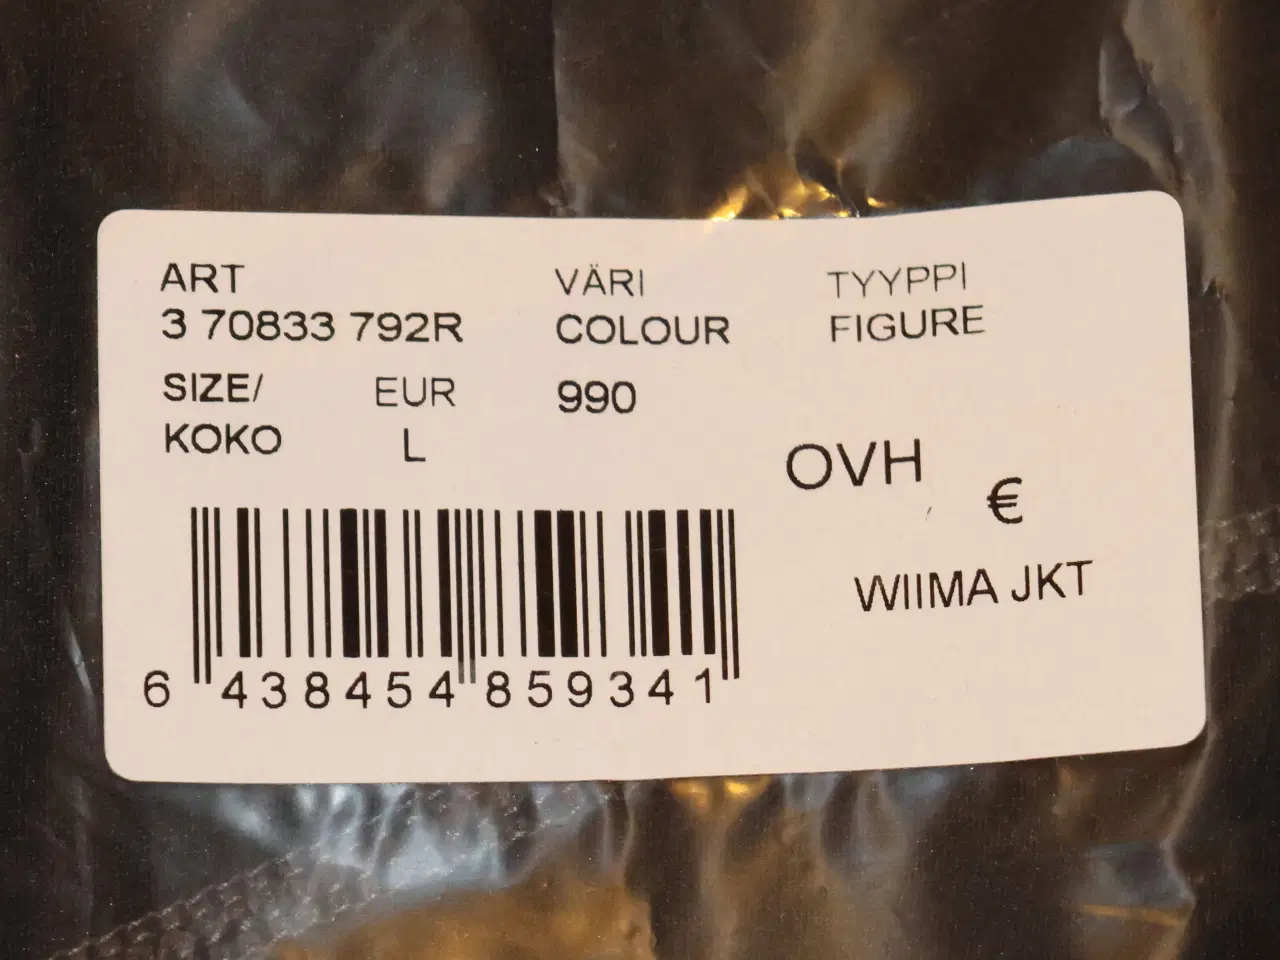 ART
3 70833 792R
VÄRI
COLOUR
TYYPPI
FIGURE
SIZE/
KOKO
EUR
L
990
OVH
€
WIIMA JKT
6 438454 859341